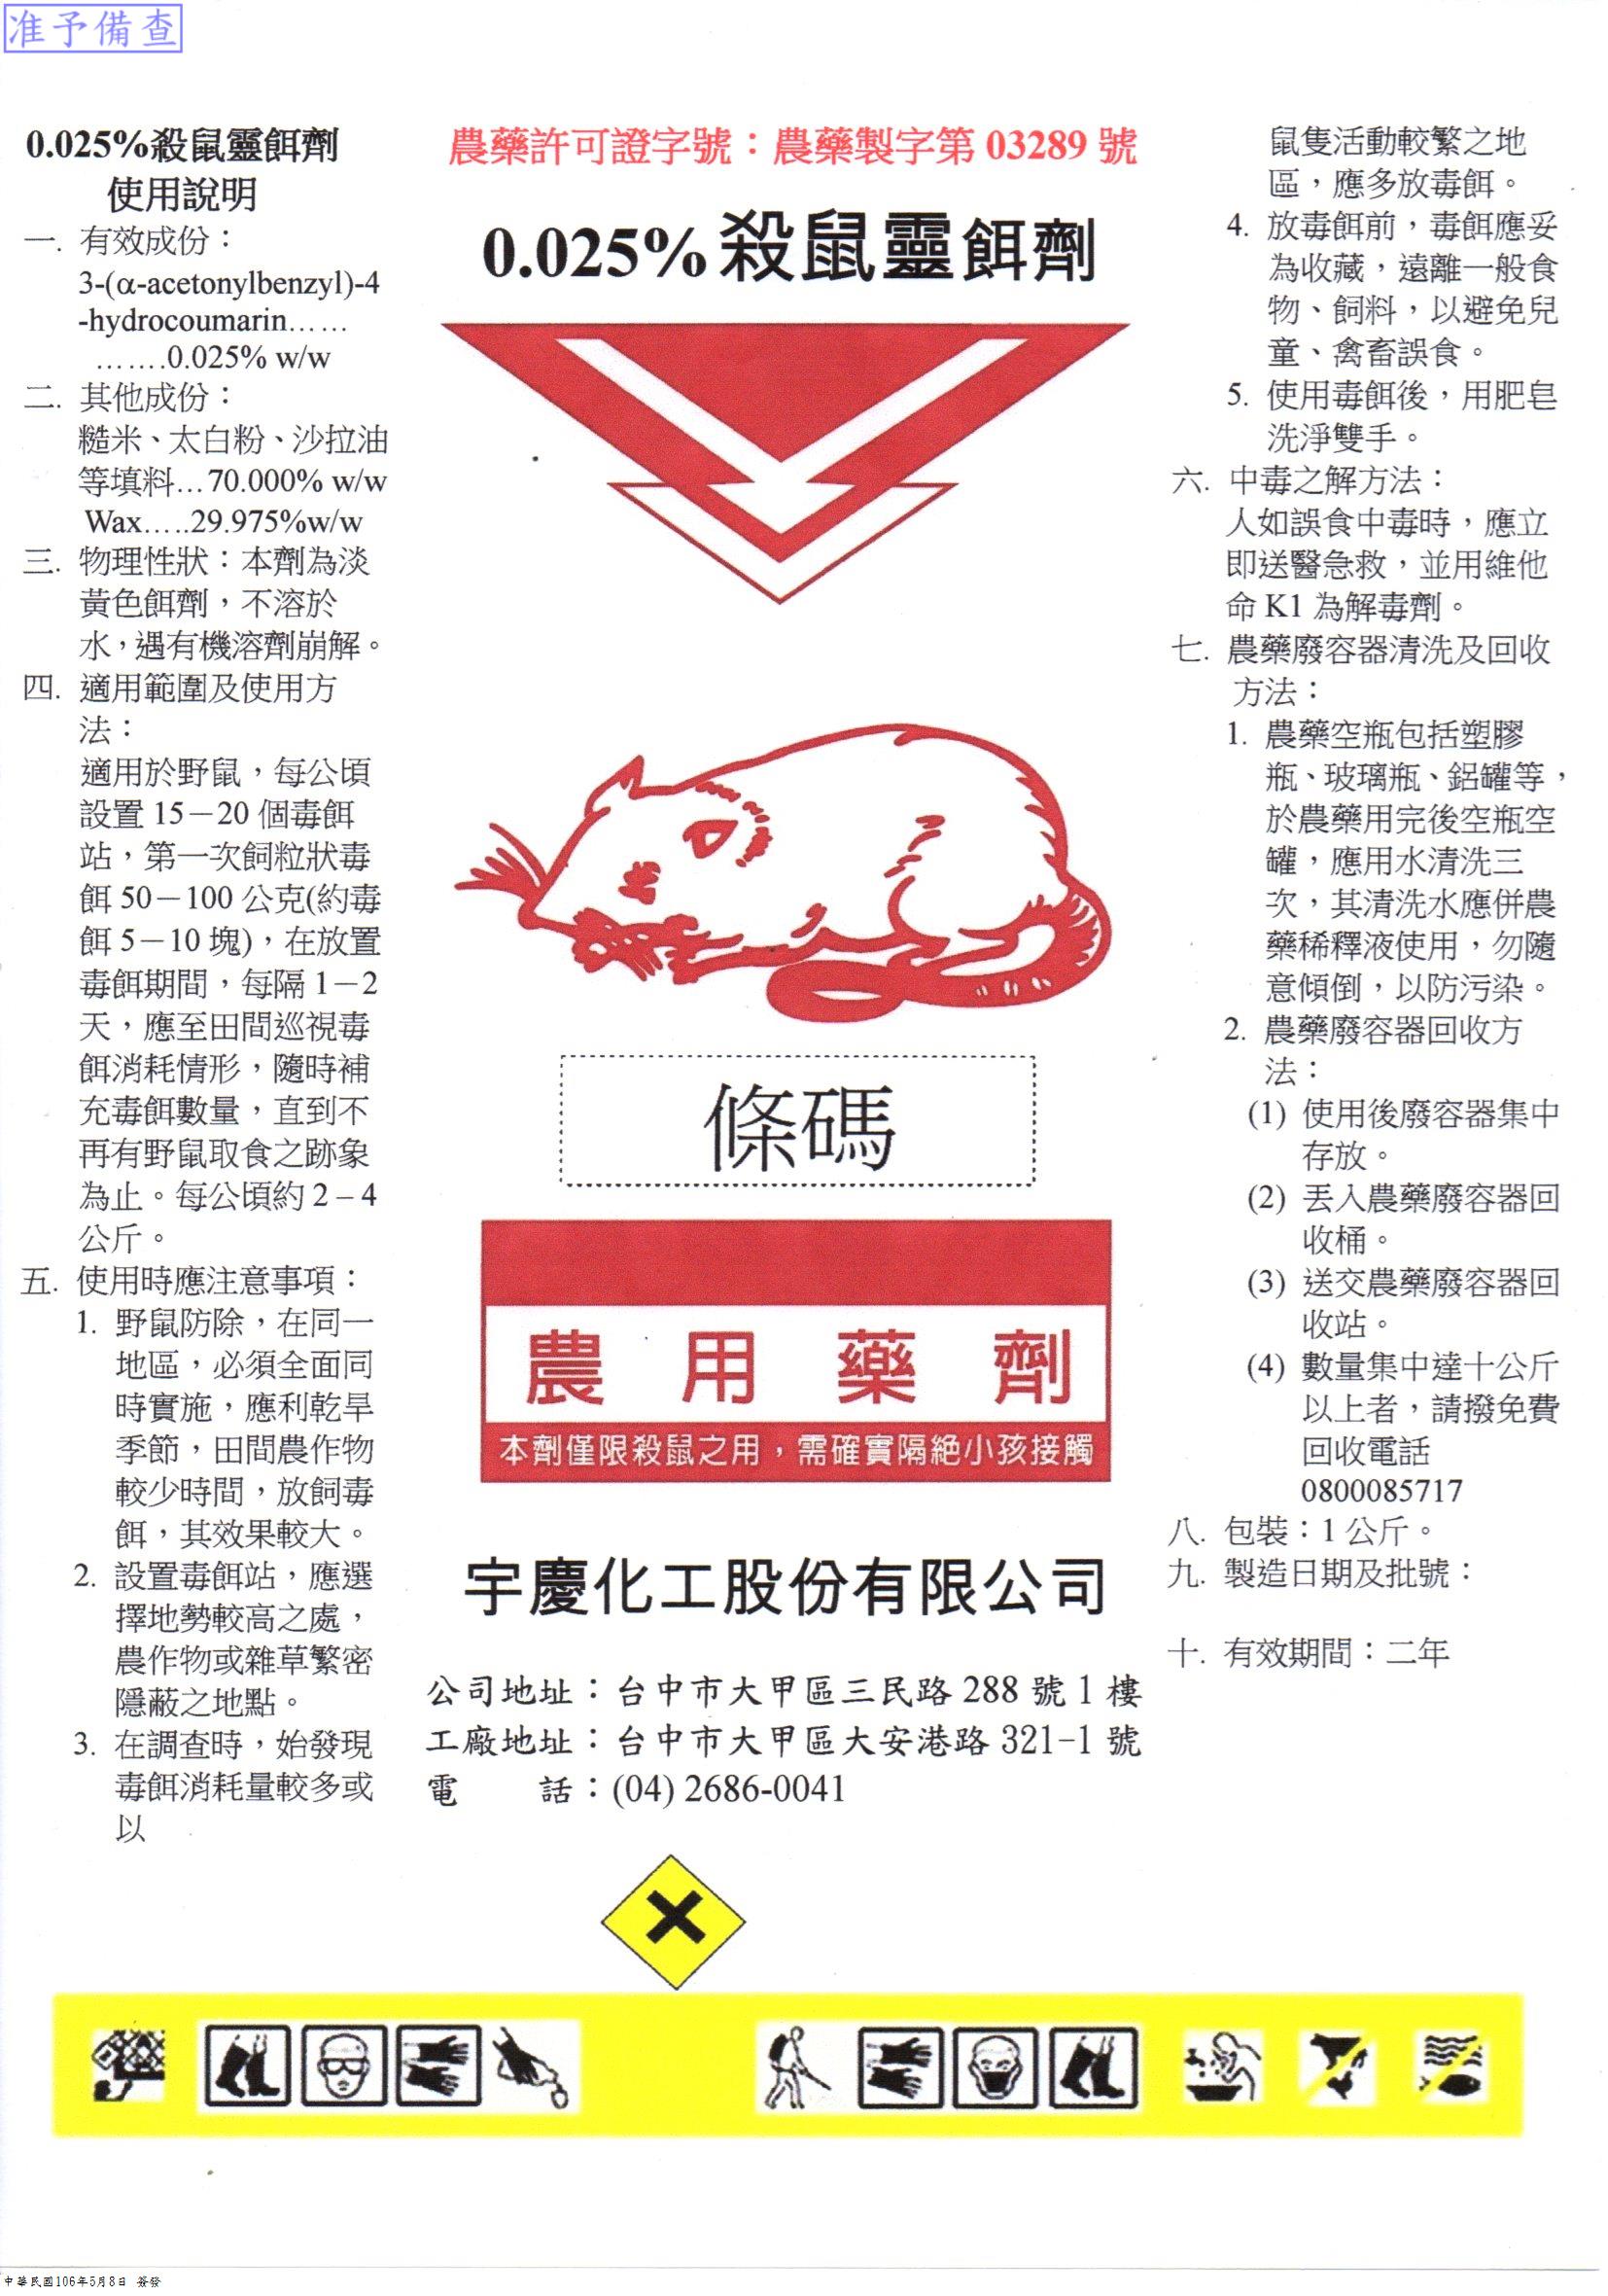 准予備查
0.025%殺鼠靈餌劑
使用說明
一. 有效成份：
3-(α-acetonylbenzyl)-4
-hydrocoumarin……
…….0.025% w/w
二. 其他成份：
糙米、太白粉、沙拉油
等填料…70.000% w/w
Wax…..29.975%w/w
三. 物理性狀：本劑為淡
黃色餌劑，不溶於
水，遇有機溶劑崩解。
四. 適用範圍及使用方
法：
適用於野鼠，每公頃
設置 15－20 個毒餌
站，第一次飼粒狀毒
餌 50－100 公克(約毒
餌 5－10 塊)，在放置
毒餌期間，每隔 1－2
天，應至田間巡視毒
餌消耗情形，隨時補
充毒餌數量，直到不
再有野鼠取食之跡象
為止。每公頃約 2－4
公斤。
五. 使用時應注意事項：
1. 野鼠防除，在同一
地區，必須全面同
時實施，應利乾旱
季節，田間農作物
較少時間，放飼毒
餌，其效果較大。
2. 設置毒餌站，應選
擇地勢較高之處，
農作物或雜草繁密
隱蔽之地點。
3. 在調查時，始發現
毒餌消耗量較多或
以
農藥許可證字號：農藥製字第 03289 號
0.025%殺鼠靈餌劑
條碼
農用藥劑
本劑僅限殺鼠之用，需確實隔絕小孩接觸
宇慶化工股份有限公司
公司地址：台中市大甲區三民路 288 號 1 樓
工廠地址：台中市大甲區大安港路 321-1 號
電　　話：(04) 2686-0041
鼠隻活動較繁之地
區，應多放毒餌。
4. 放毒餌前，毒餌應妥
為收藏，遠離一般食
物、飼料，以避免兒
童、禽畜誤食。
5. 使用毒餌後，用肥皂
洗淨雙手。
六. 中毒之解方法：
人如誤食中毒時，應立
即送醫急救，並用維他
命 K1 為解毒劑。
七. 農藥廢容器清洗及回收
方法：
1. 農藥空瓶包括塑膠
瓶、玻璃瓶、鋁罐等，
於農藥用完後空瓶空
罐，應用水清洗三
次，其清洗水應併農
藥稀釋液使用，勿隨
意傾倒，以防污染。
2. 農藥廢容器回收方
法：
(1) 使用後廢容器集中
存放。
(2) 丟入農藥廢容器回
收桶。
(3) 送交農藥廢容器回
收站。
(4) 數量集中達十公斤
以上者，請撥免費
回收電話
0800085717
八. 包裝：1 公斤。
九. 製造日期及批號：
十. 有效期間：二年
中華民國106年5月8日 簽發